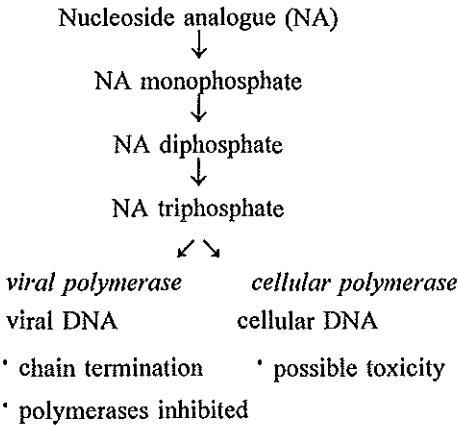 Nucleoside analogue (NA)
↓
NA monophosphate
↓
NA diphosphate
↓
NA triphosphate
↙ ↘
viral polymerase cellular polymerase
viral DNA cellular DNA
· chain termination · possible toxicity
· polymerases inhibited